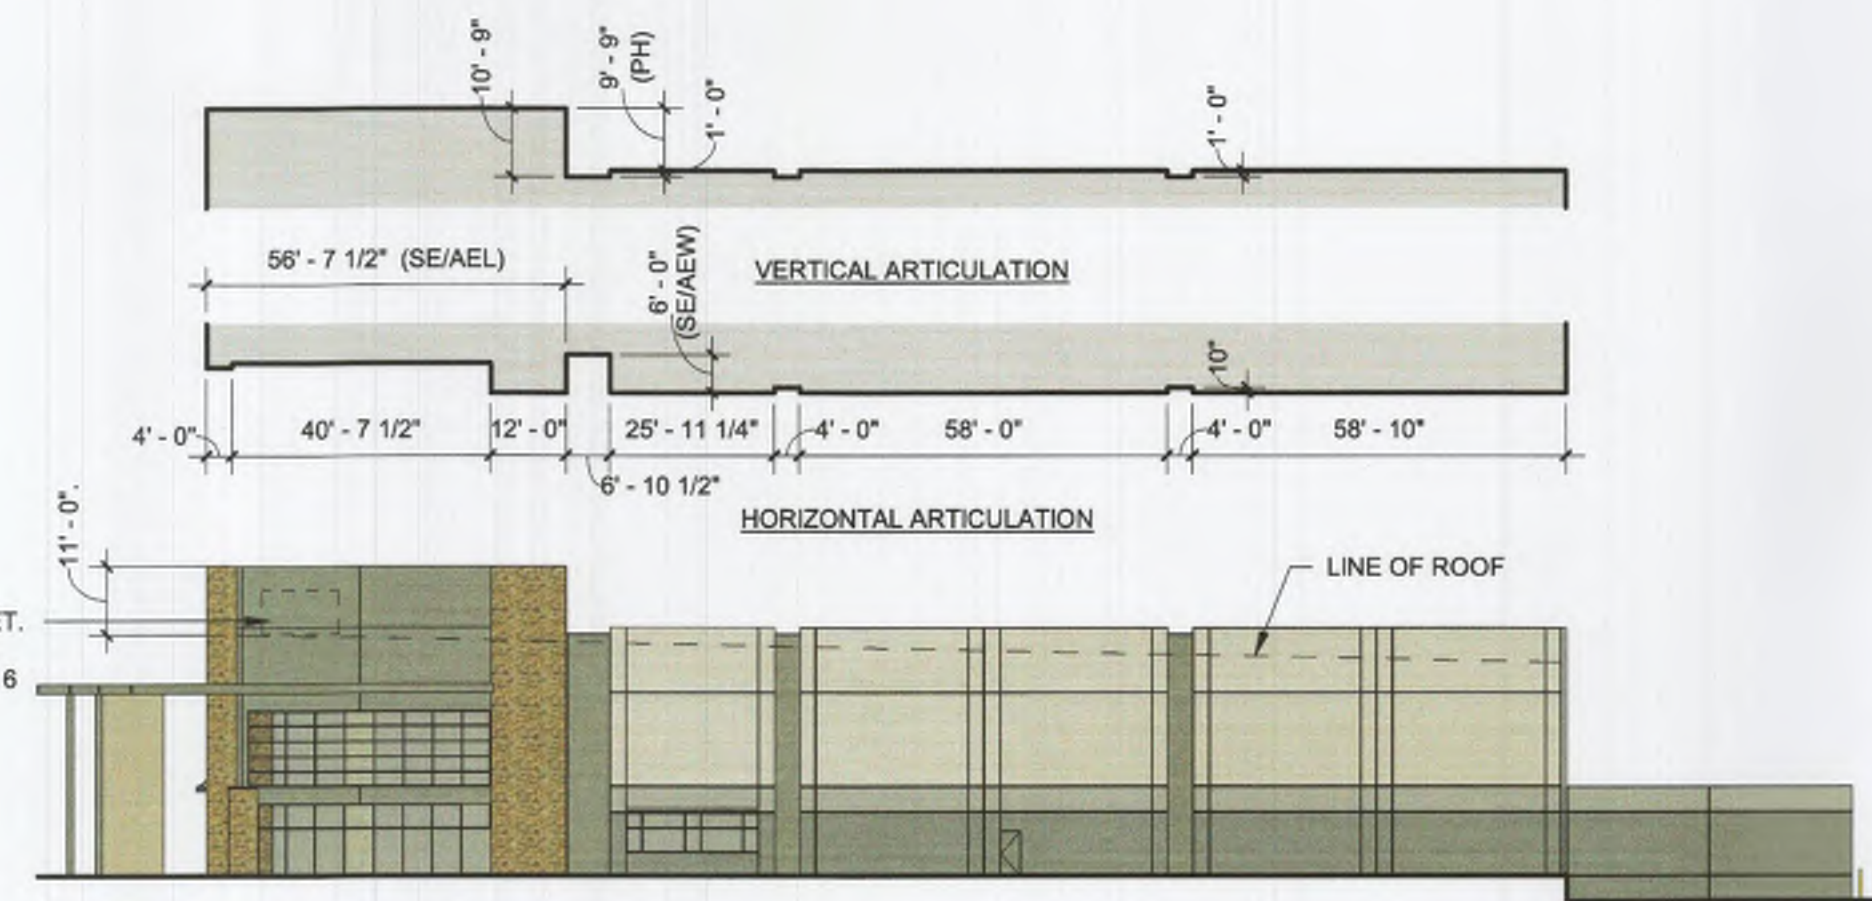 10' - 9"
9' - 9"
(PH)
1' - 0"
1' - 0"
56' - 7 1/2" (SE/AEL)
6' - 0"
(SE/AEW)
VERTICAL ARTICULATION
10"
4' - 0"
40' - 7 1/2"
12' - 0"
25' - 11 1/4"
4' - 0"
58' - 0"
4' - 0"
58' - 10"
6' - 10 1/2"
HORIZONTAL ARTICULATION
11' - 0".
LINE OF ROOF
6